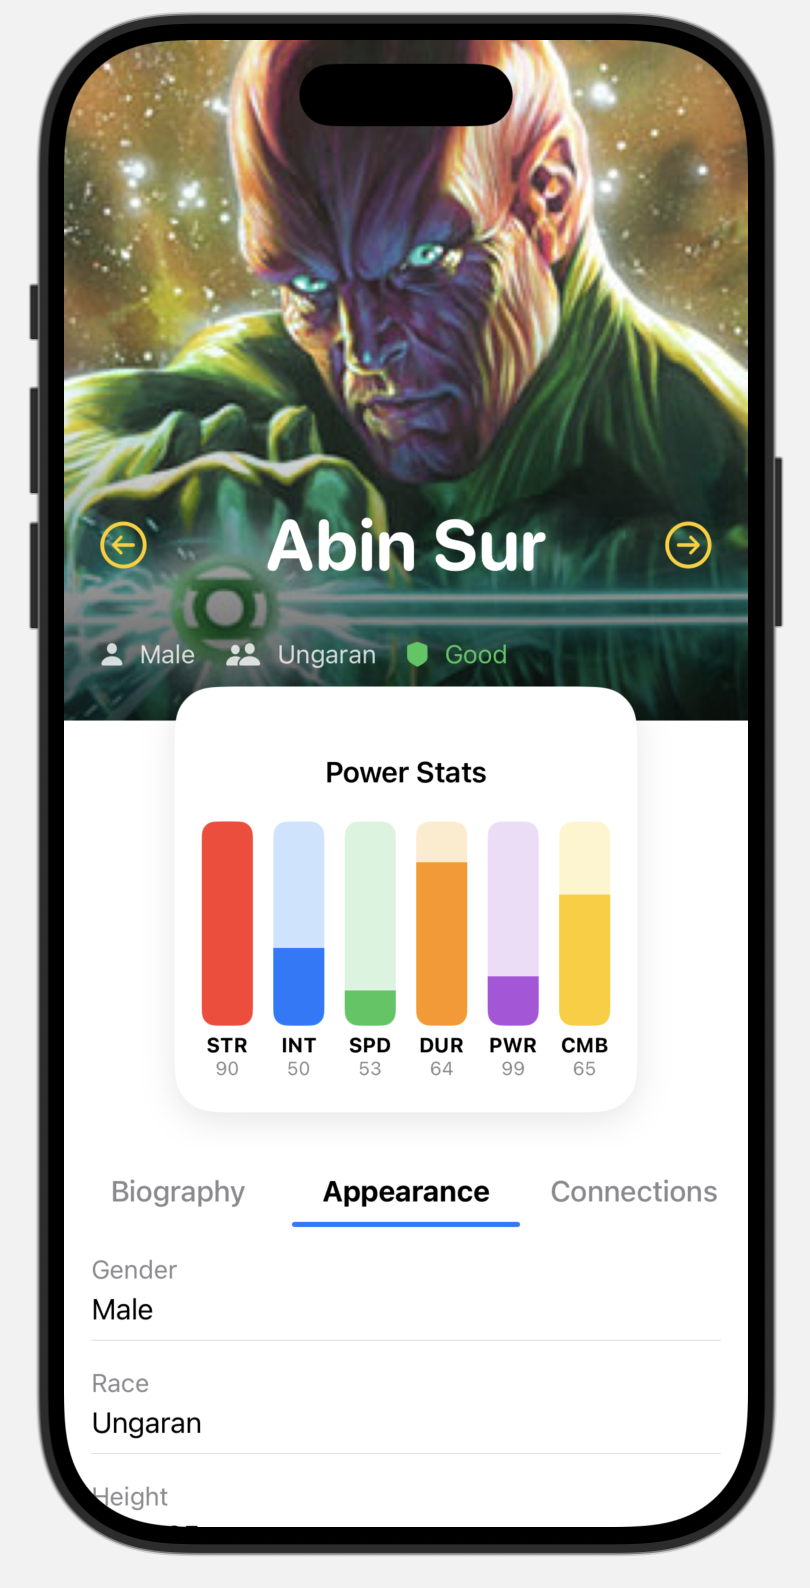 Abin Sur
Male Ungaran Good
Power Stats
STR INT SPD DUR PWR CMB
90 50 53 64 99 65
Biography Appearance Connections
Gender
Male
Race
Ungaran
Height